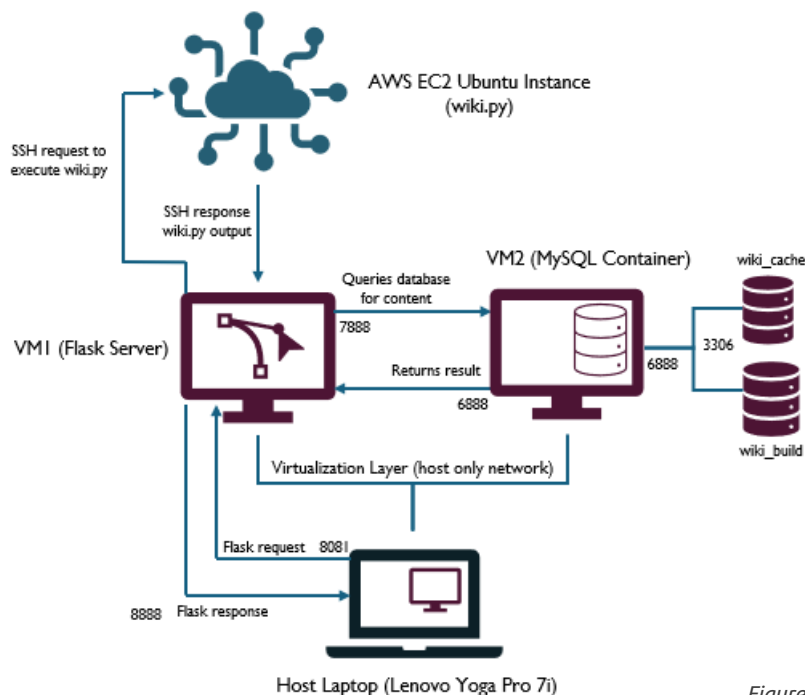 AWS EC2 Ubuntu Instance
(wiki.py)
SSH request to
execute wiki.py
SSH response
wiki.py output
VM2 (MySQL Container)
wiki_cache
Queries database
for content
7888
VM1 (Flask Server)
3306
6888
Returns result
6888
wiki_build
Virtualization Layer (host only network)
Flask request
8081
8888
Flask response
Host Laptop (Lenovo Yoga Pro 7i)
Figure